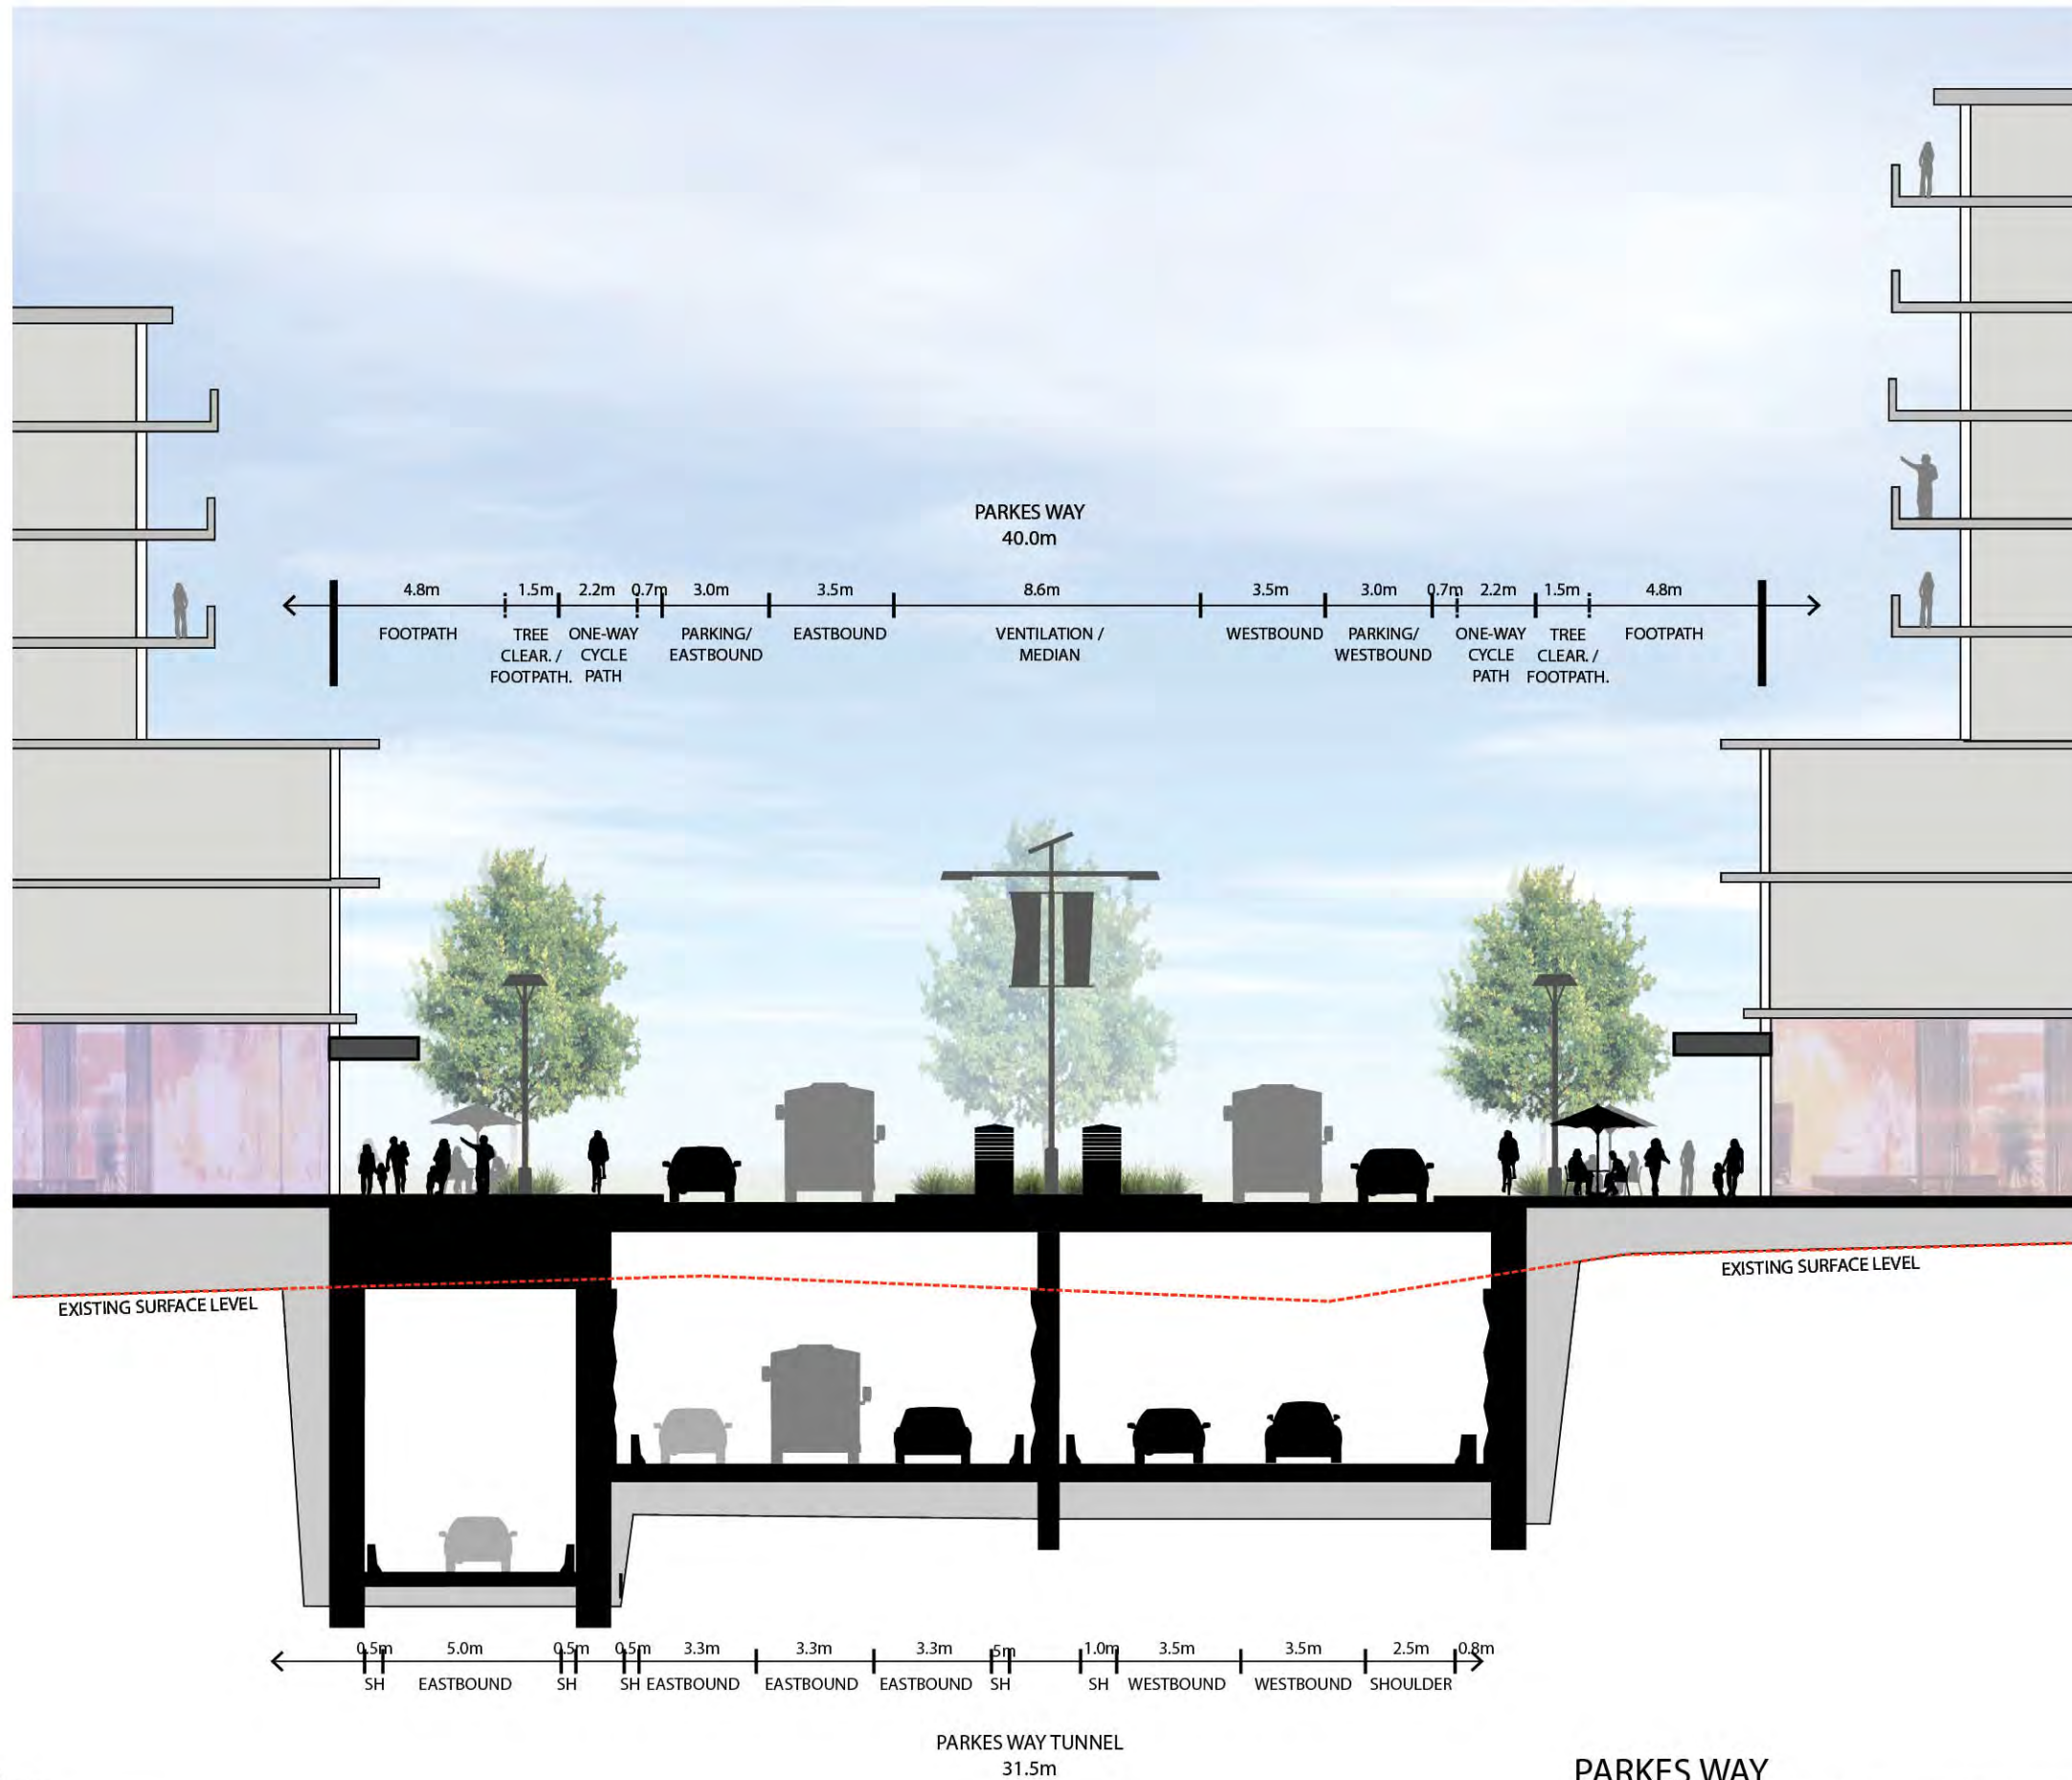 PARKES WAY
40.0m
4.8m 1.5m 2.2m 0.7m 3.0m 3.5m 8.6m 3.5m 3.0m 0.7m 2.2m 1.5m 4.8m
FOOTPATH TREE ONE-WAY PARKING/ EASTBOUND VENTILATION / WESTBOUND PARKING/ ONE-WAY TREE FOOTPATH
CLEAR. / CYCLE EASTBOUND MEDIAN WESTBOUND CYCLE CLEAR. /
FOOTPATH. PATH PATH FOOTPATH.
EXISTING SURFACE LEVEL
EXISTING SURFACE LEVEL
0.5m 5.0m 0.5m 0.5m 3.3m 3.3m 3.3m 5m 1.0m 3.5m 3.5m 2.5m 0.8m
SH EASTBOUND SH SH EASTBOUND EASTBOUND EASTBOUND SH SH WESTBOUND WESTBOUND SHOULDER
PARKES WAY TUNNEL
31.5m
PARKES WAY